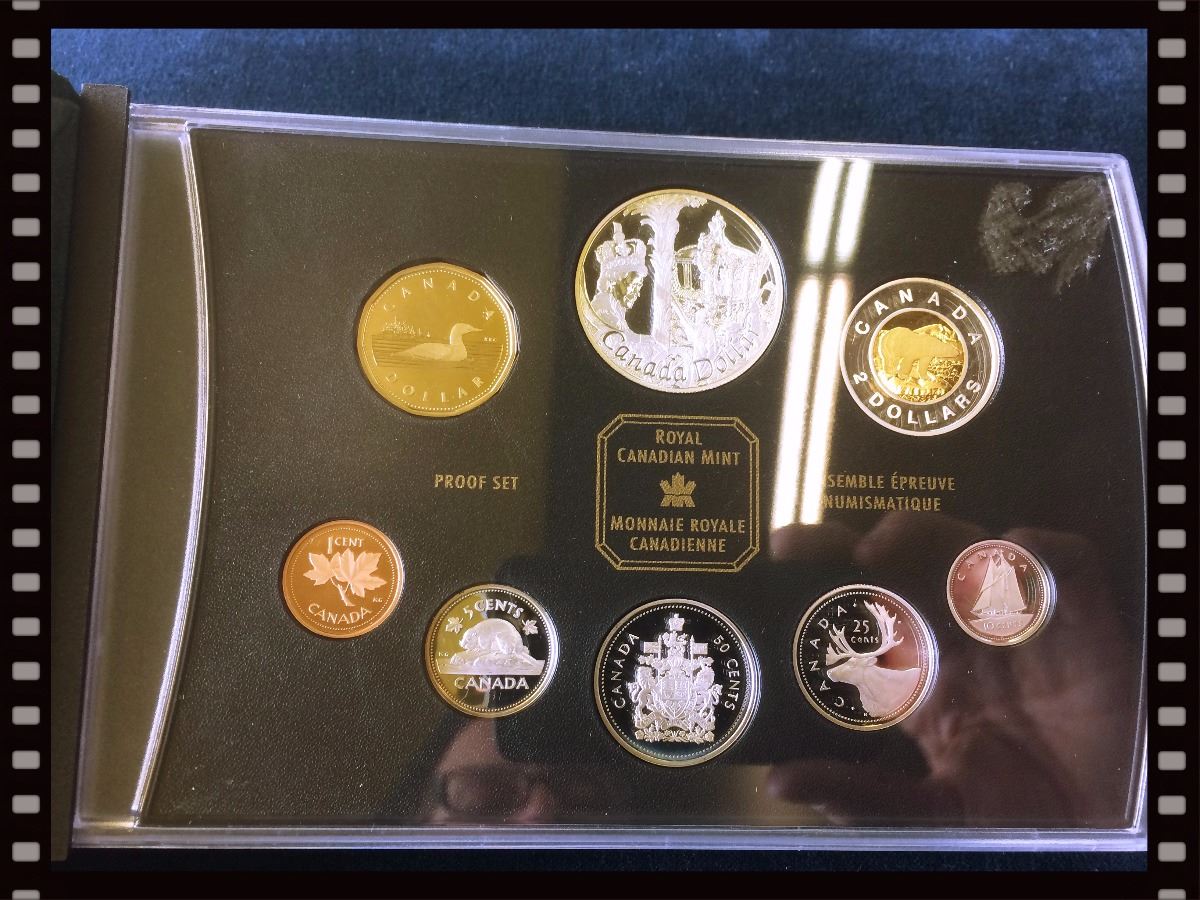 CANADA
DOLLAR
Canada Dollar
CANADA
2 DOLLARS
ROYAL
CANADIAN MINT
MONNAIE ROYALE
CANADIENNE
PROOF SET
ÉPREUVE
NUMISMATIQUE
1 CENT
CANADA
5 CENTS
CANADA
CANADA
50 CENTS
CANADA
25
cents
CANADA
10 cents